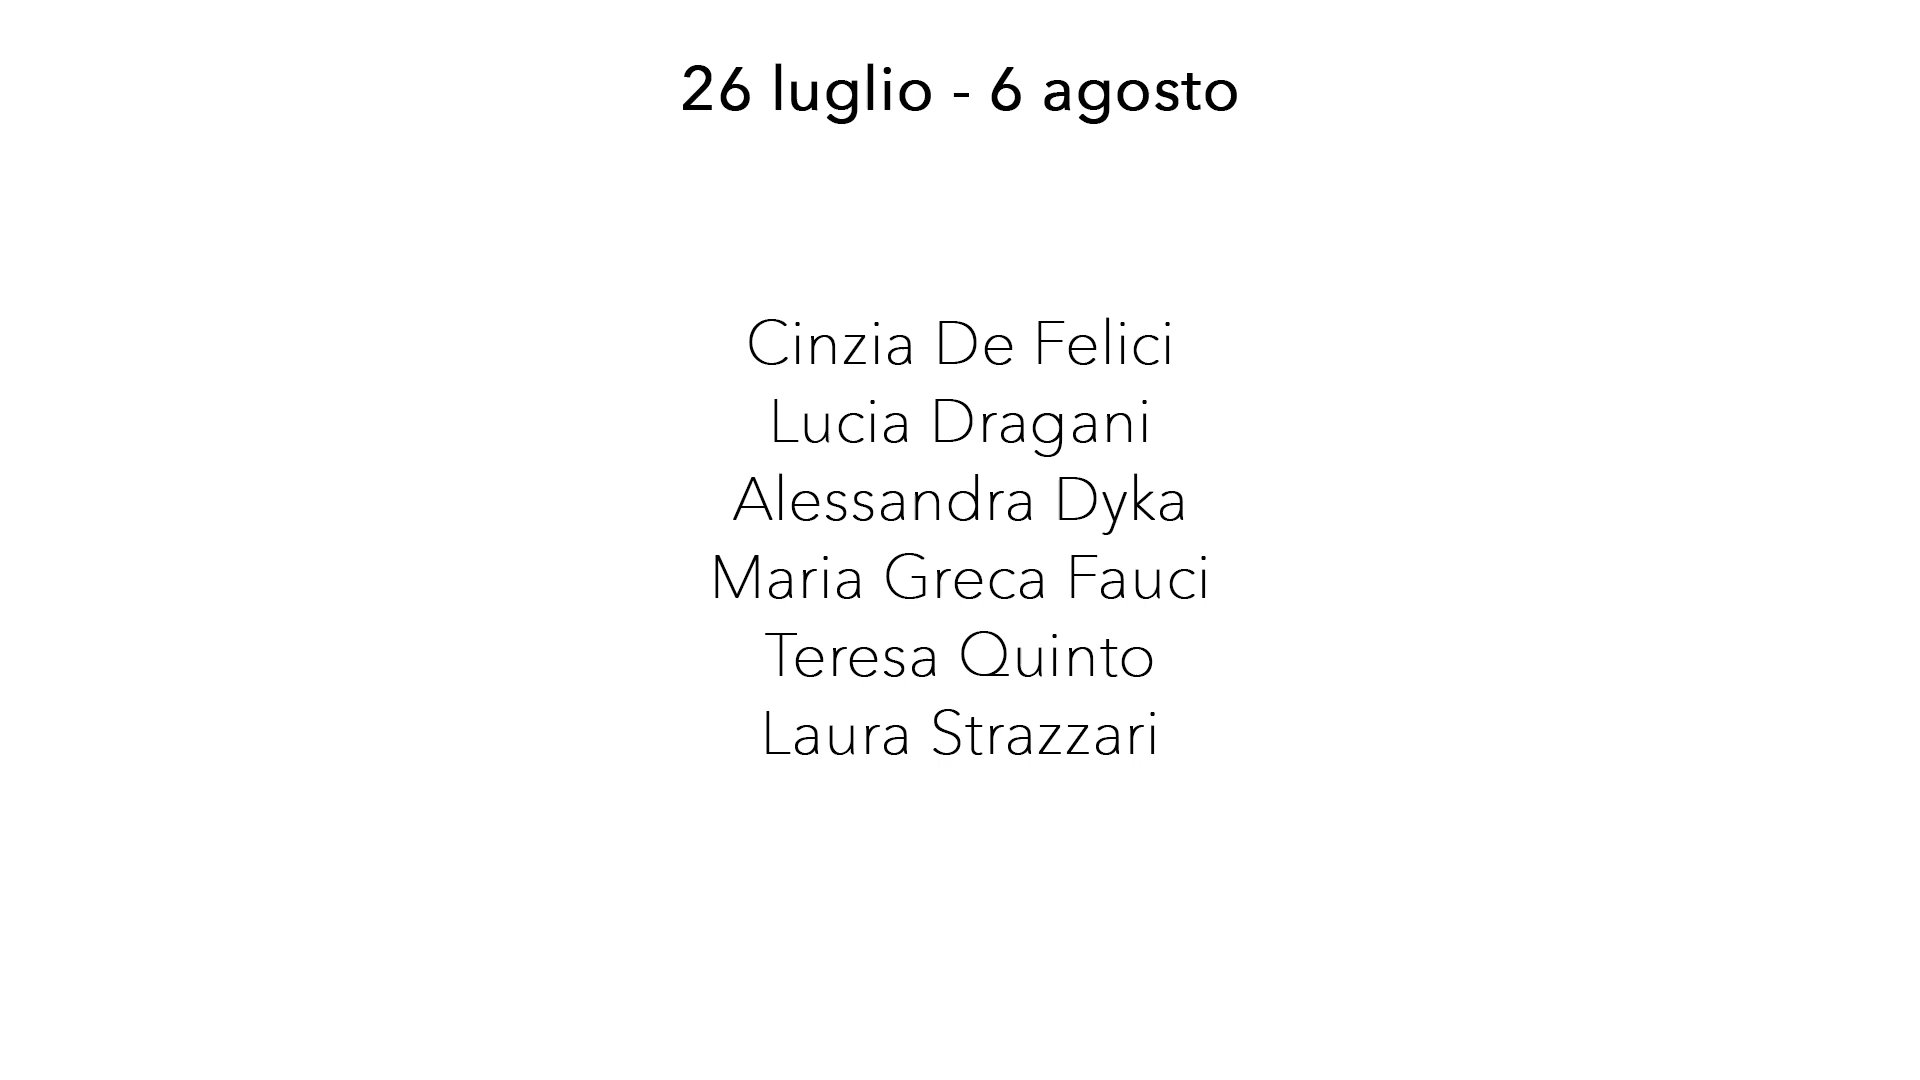 26 luglio - 6 agosto
Cinzia De Felici
Lucia Dragani
Alessandra Dyka
Maria Greca Fauci
Teresa Quinto
Laura Strazzari